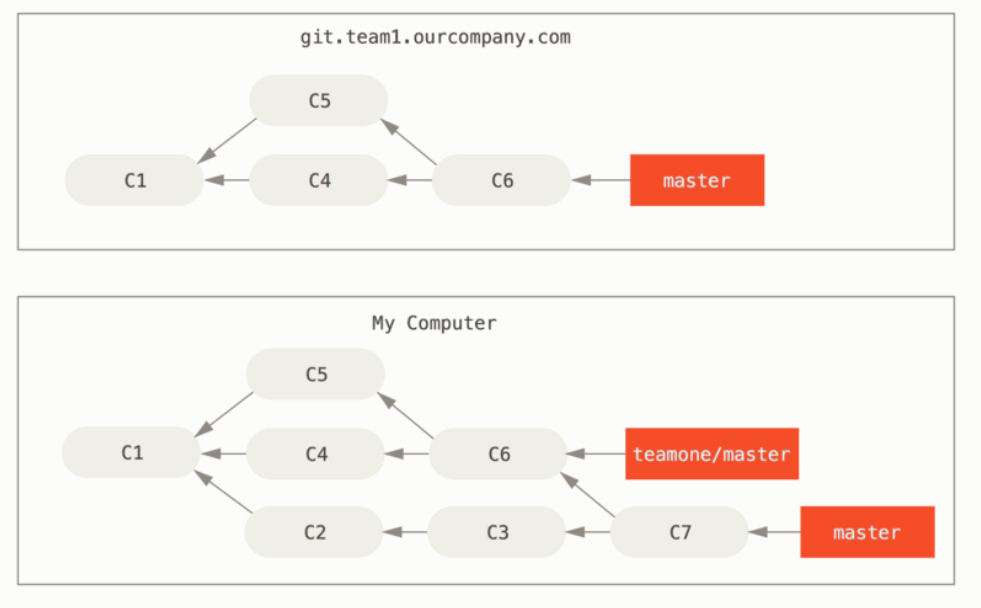 git.team1.ourcompany.com
C5
C1
C4
C6
master
My Computer
C5
C1
C4
C6
teamone/master
C2
C3
C7
master